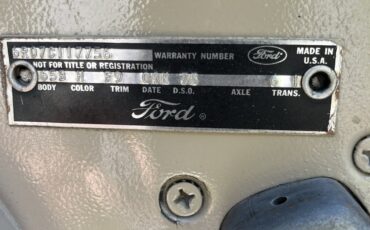 WARRANTY NUMBER Ford MADE IN U.S.A.
NOT FOR TITLE OR REGISTRATION
BODY COLOR TRIM DATE D.S.O. AXLE TRANS.
Ford ®